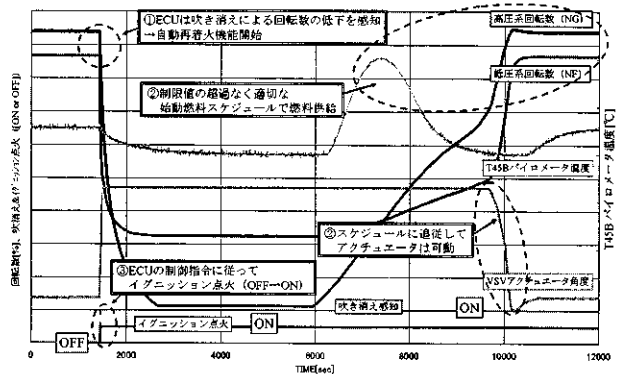 ①ECUは吹き消えによる回転数の低下を感知
→自動再着火機能開始
高圧系回転数（NG）
低圧系回転数（NF）
②制限値の超過なく適切な
始動燃料スケジュールで燃料供給
T45Bパイロメータ温度
②スケジュールに追従して
アクチュエータは可動
③ECUの制御指令に従って
イグニッション点火（OFF→ON）
VSVアクチュエータ角度
吹き消え感知
ON
イグニッション点火
ON
OFF
回転数[%]、吹消え&イグニッション点火 [ON or OFF]
T45Bパイロメータ温度[℃]
0
2000
4000
6000
8000
10000
12000
TIME[sec]